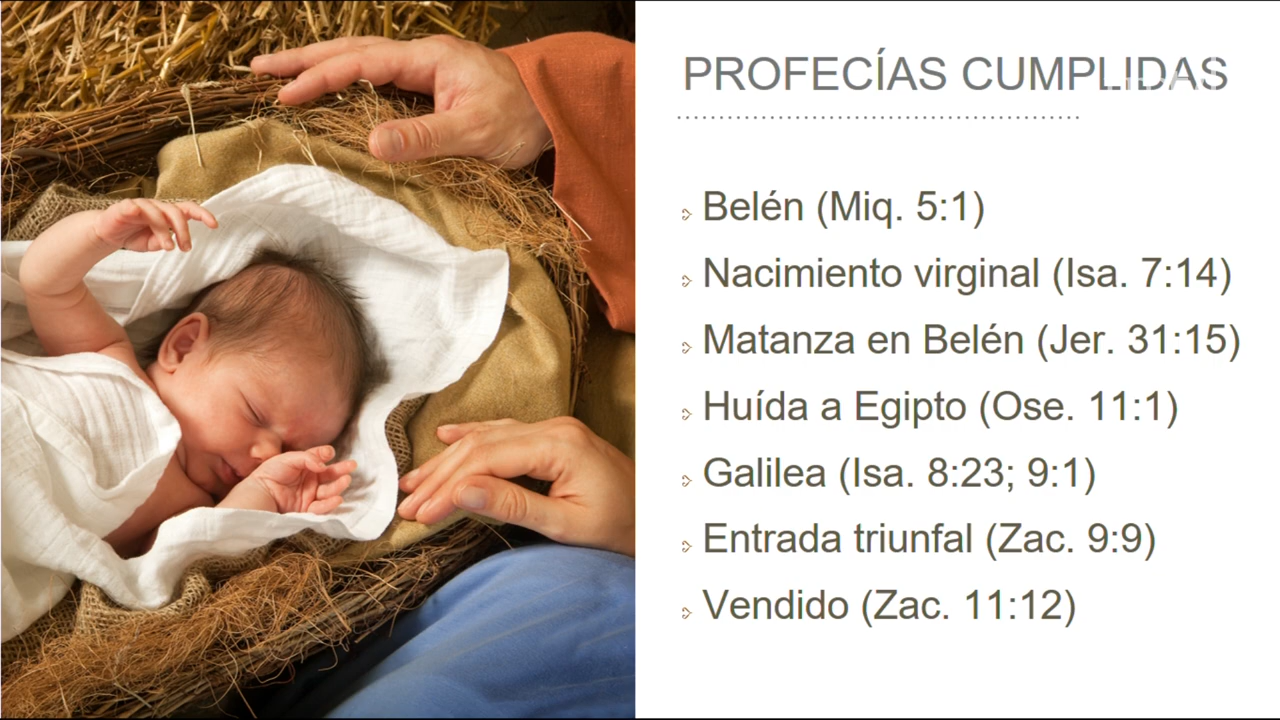 PROFECÍAS CUMPLIDAS
Belén (Miq. 5:1)
Nacimiento virginal (Isa. 7:14)
Matanza en Belén (Jer. 31:15)
Huída a Egipto (Ose. 11:1)
Galilea (Isa. 8:23; 9:1)
Entrada triunfal (Zac. 9:9)
Vendido (Zac. 11:12)